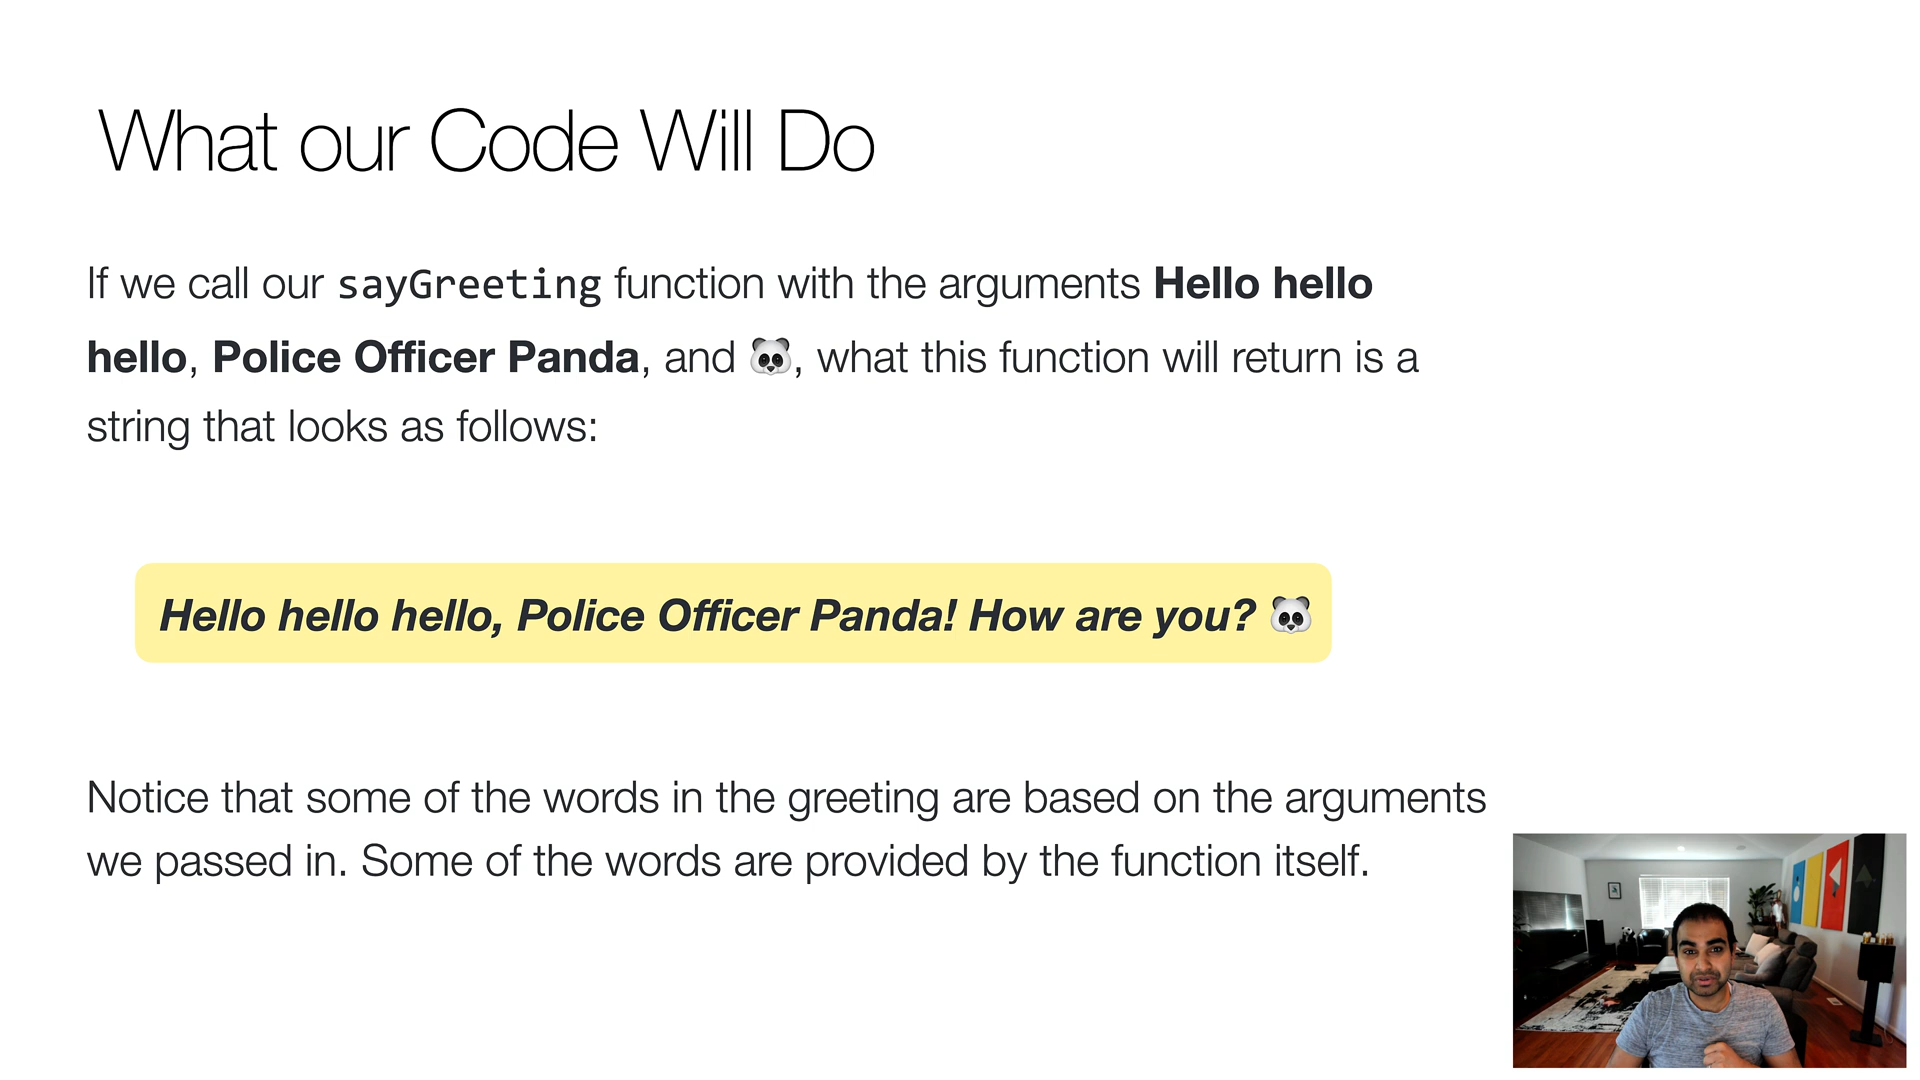 What our Code Will Do
If we call our sayGreeting function with the arguments Hello hello
hello, Police Officer Panda, and 🐼, what this function will return is a
string that looks as follows:
Hello hello hello, Police Officer Panda! How are you? 🐼
Notice that some of the words in the greeting are based on the arguments
we passed in. Some of the words are provided by the function itself.